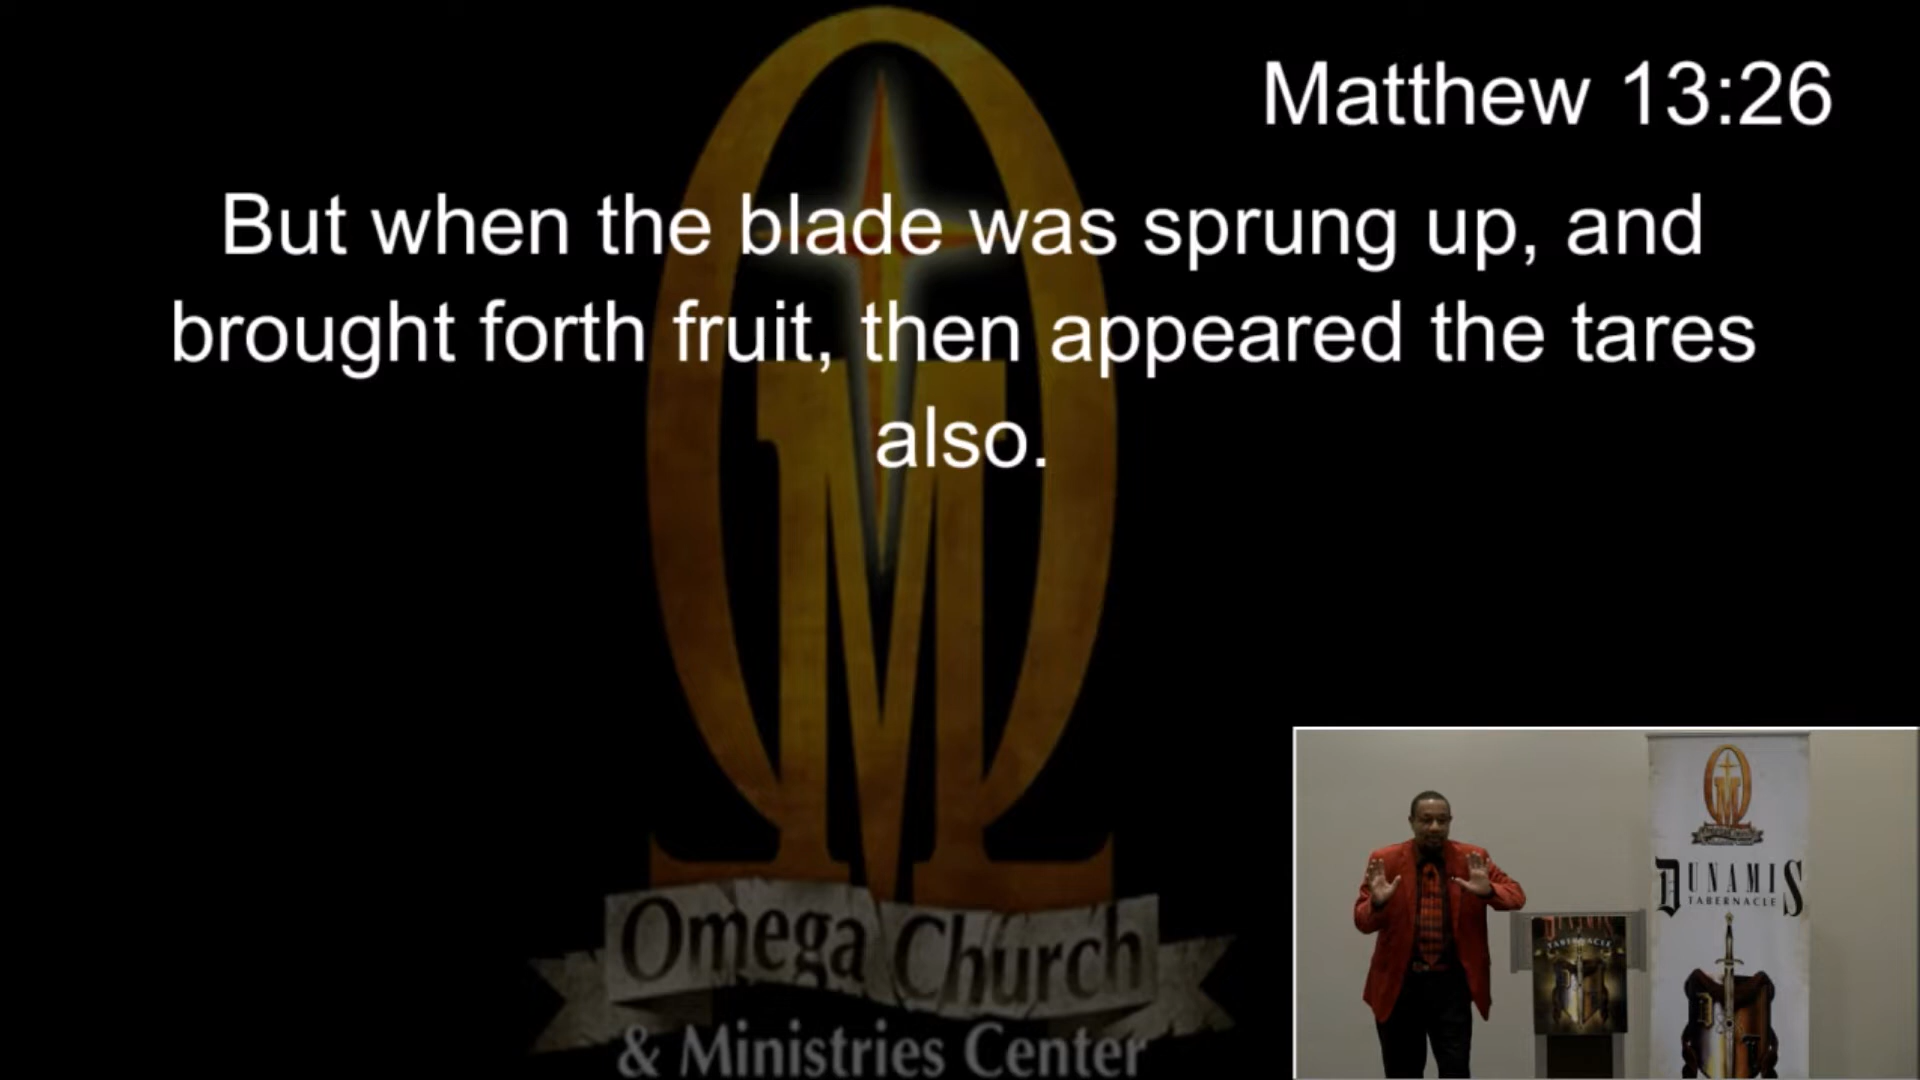 Matthew 13:26
But when the blade was sprung up, and
brought forth fruit, then appeared the tares
also.
Omega Church
& Ministries Center
DUNAMIS
TABERNACLE
TABERNACLE